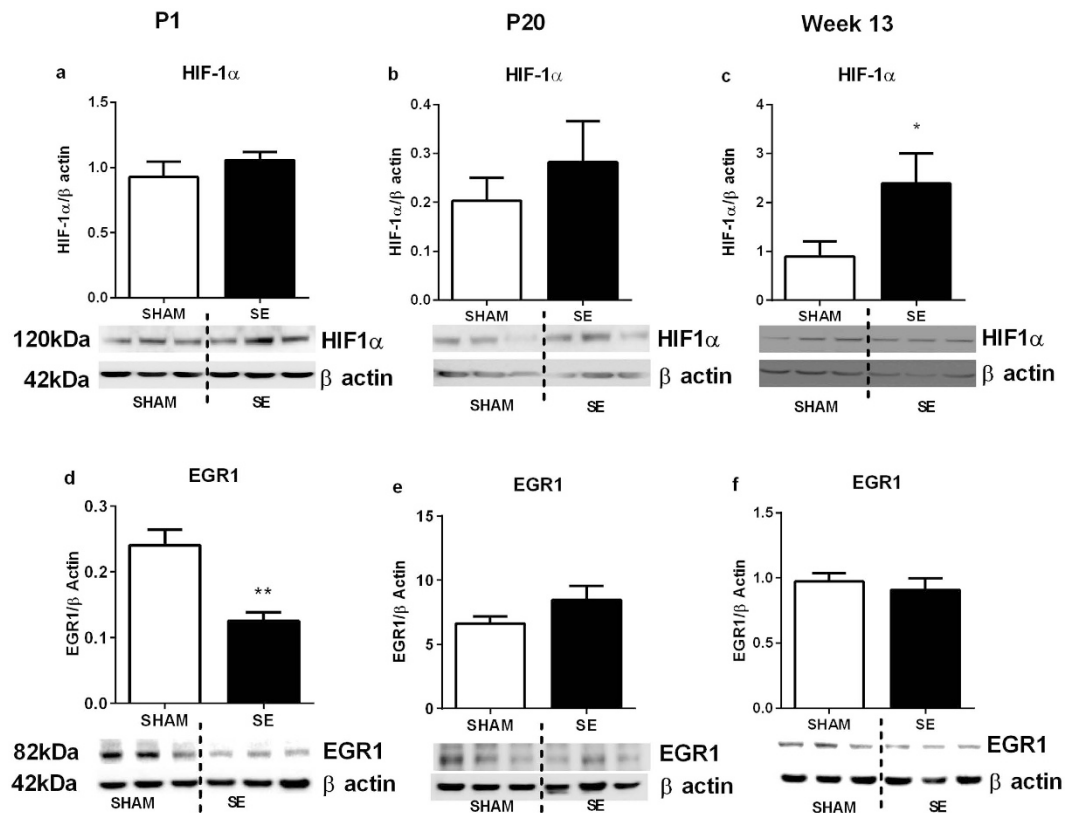 P1 P20 Week 13
a b c
HIF-1α HIF-1α HIF-1α
1.5
1.0
0.5
0.0
HIF-1α/β actin
SHAM SE
0.4
0.3
0.2
0.1
0.0
HIF-1α/β actin
SHAM SE
4
3
2
1
0
HIF-1α/β actin
*
SHAM SE
120kDa HIF1α HIF1α HIF1α
42kDa β actin β actin β actin
SHAM SE SHAM SE SHAM SE
d e f
EGR1 EGR1 EGR1
0.3
0.2
0.1
0.0
EGR1/β Actin
**
SHAM SE
15
10
5
0
EGR1/β Actin
SHAM SE
1.5
1.0
0.5
0.0
EGR1/β Actin
SHAM SE
82kDa EGR1 EGR1 EGR1
42kDa β actin β actin β actin
SHAM SE SHAM SE SHAM SE